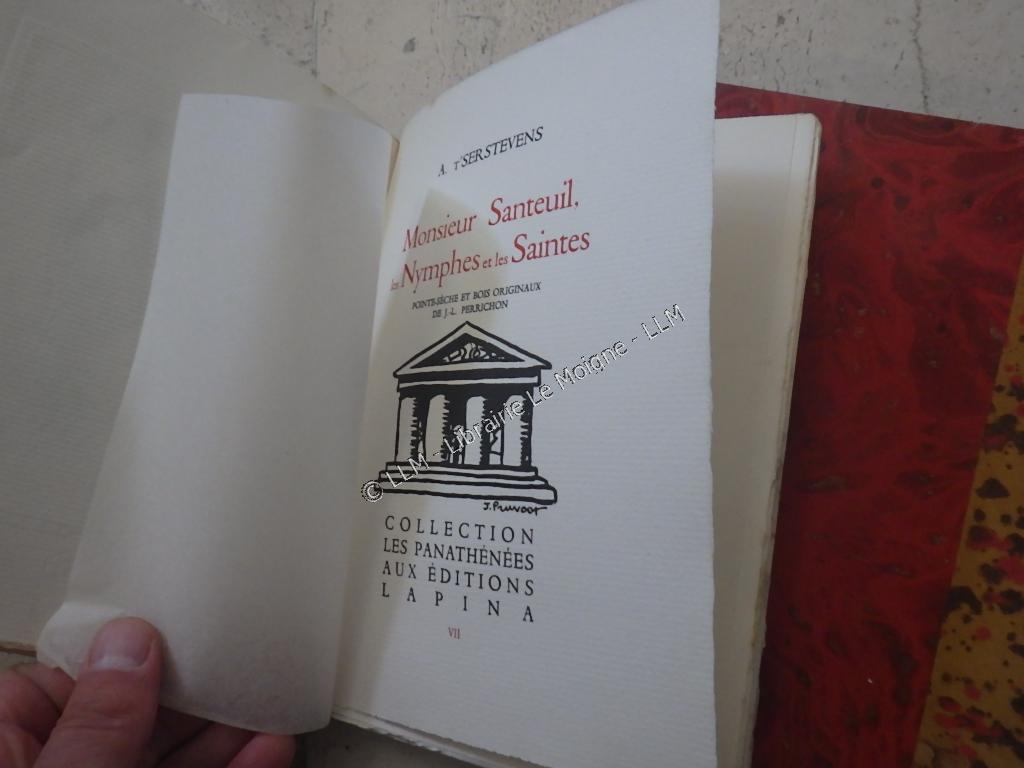 A. t'SERSTEVENS
Monsieur Santeuil,
les Nymphes et les Saintes
POINTE-SÈCHE ET BOIS ORIGINAUX
DE J.-L. PERRICHON
© LLM - Librairie Le Moigne - LLM
J. Pruvost
COLLECTION
LES PANATHÉNÉES
AUX ÉDITIONS
LAPINA
VII